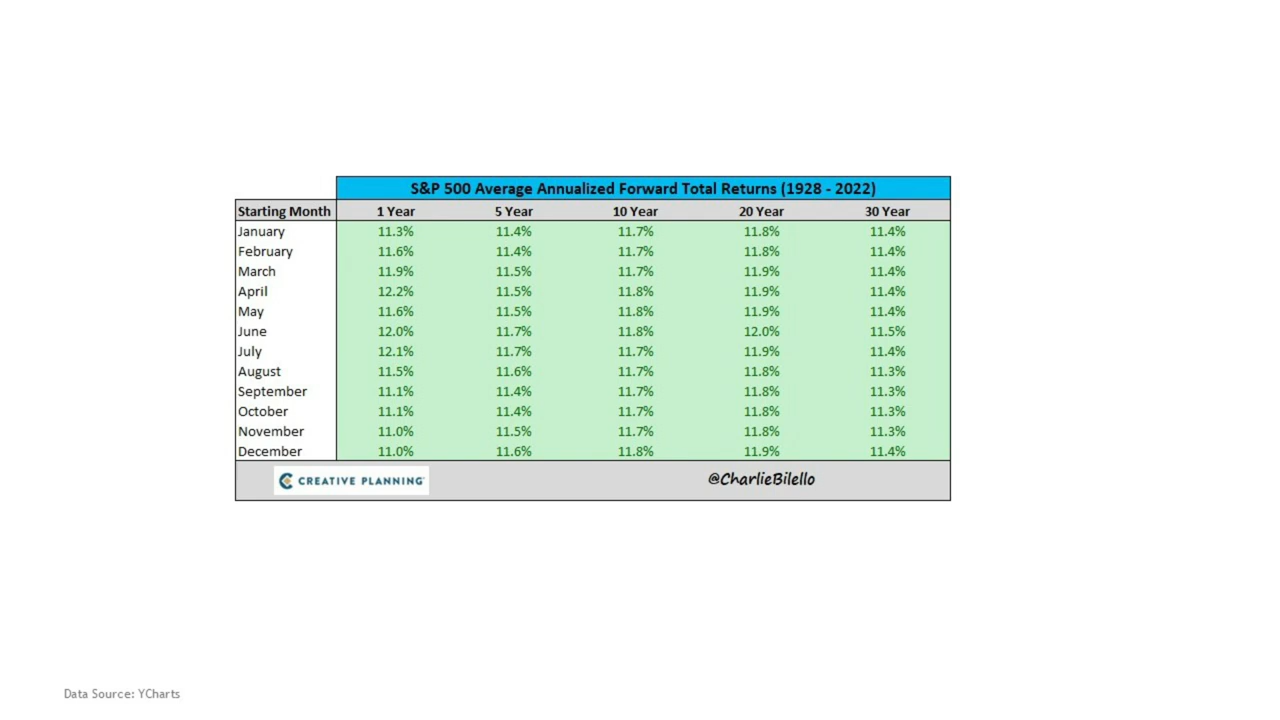 S&P 500 Average Annualized Forward Total Returns (1928 - 2022)
Starting Month 1 Year 5 Year 10 Year 20 Year 30 Year
January 11.3% 11.4% 11.7% 11.8% 11.4%
February 11.6% 11.4% 11.7% 11.8% 11.4%
March 11.9% 11.5% 11.7% 11.9% 11.4%
April 12.2% 11.5% 11.8% 11.9% 11.4%
May 11.6% 11.5% 11.8% 11.9% 11.4%
June 12.0% 11.7% 11.8% 12.0% 11.5%
July 12.1% 11.7% 11.7% 11.9% 11.4%
August 11.5% 11.6% 11.7% 11.8% 11.3%
September 11.1% 11.4% 11.7% 11.8% 11.3%
October 11.1% 11.4% 11.7% 11.8% 11.3%
November 11.0% 11.5% 11.7% 11.8% 11.3%
December 11.0% 11.6% 11.8% 11.9% 11.4%
CREATIVE PLANNING @CharlieBilello
Data Source: YCharts